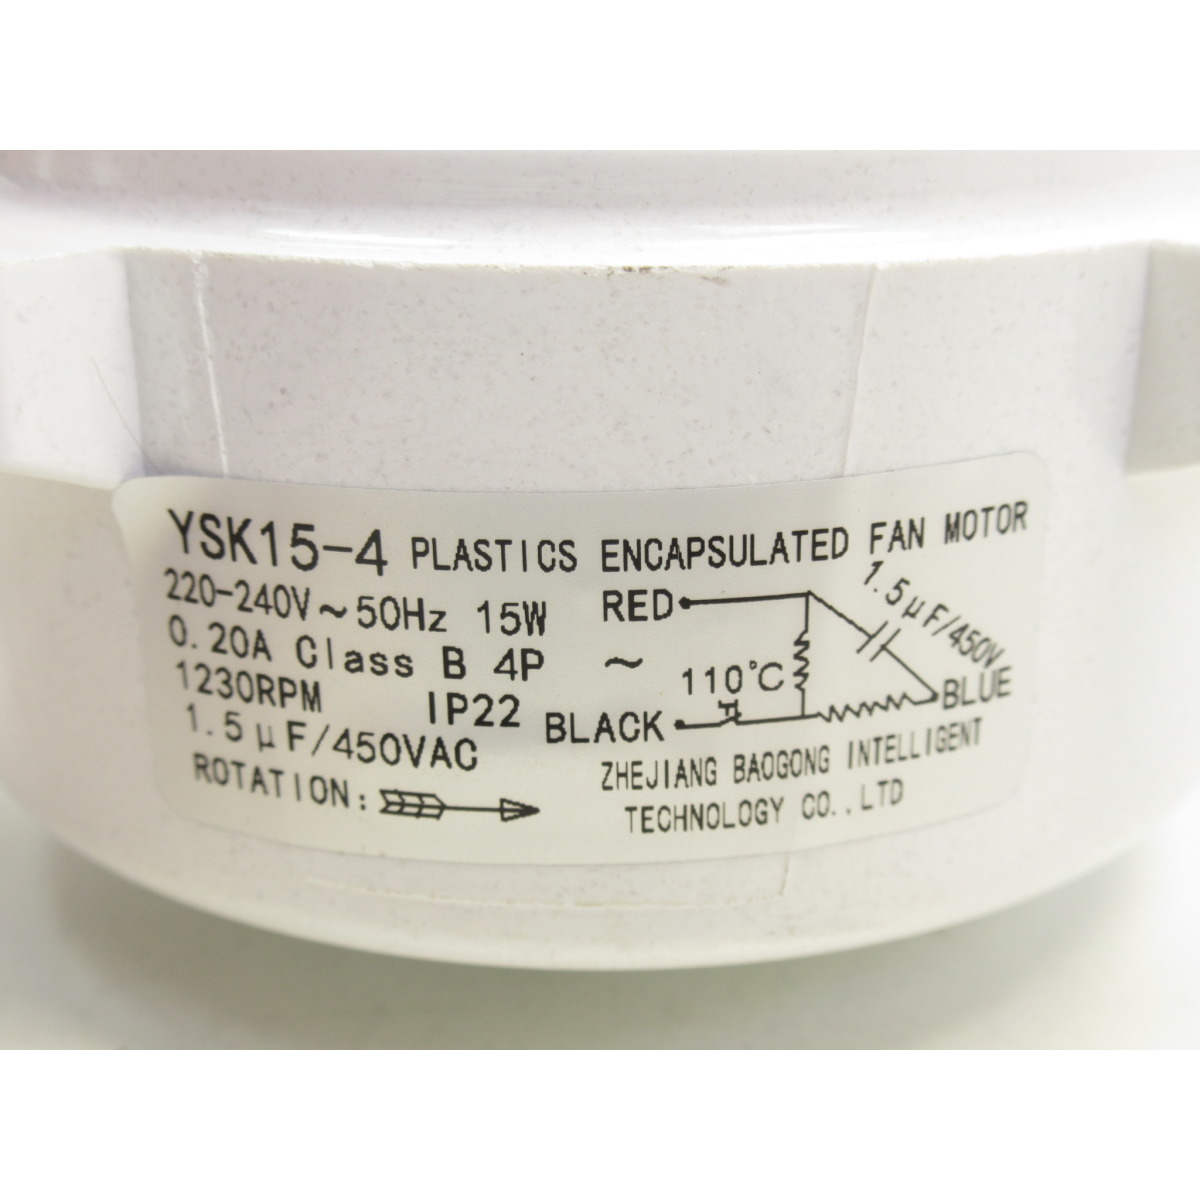 YSK15-4 PLASTICS ENCAPSULATED FAN MOTOR
220-240V~50Hz 15W
0.20A Class B 4P
1230RPM IP22
1.5μF/450VAC
ROTATION:
RED
1.5μF/450V
~
110°C
BLUE
BLACK
ZHEJIANG BAOGONG INTELLIGENT
TECHNOLOGY CO.,LTD